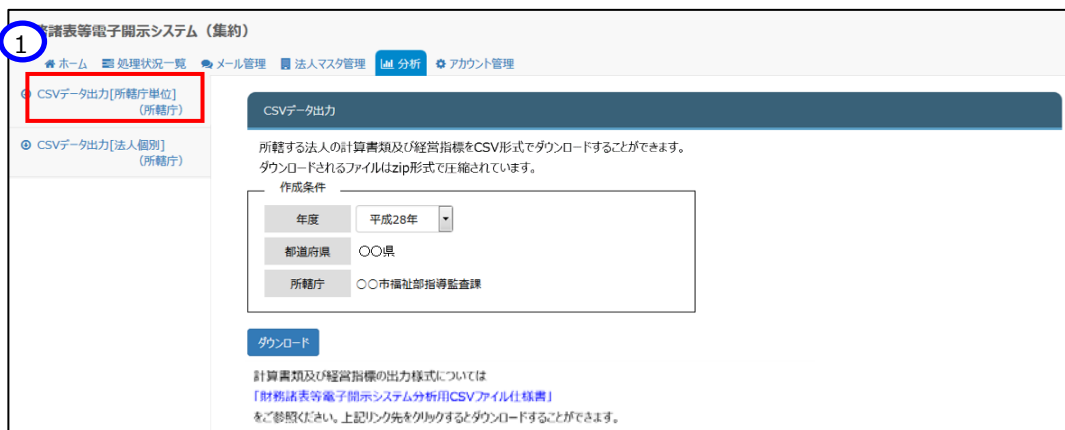 1
務諸表等電子開示システム（集約）
ホーム 処理状況一覧 メール管理 法人マスタ管理 分析 アカウント管理
CSVデータ出力[所轄庁単位]
(所轄庁)
CSVデータ出力[法人個別]
(所轄庁)
CSVデータ出力
所轄する法人の計算書類及び経営指標をCSV形式でダウンロードすることができます。
ダウンロードされるファイルはzip形式で圧縮されています。
作成条件
年度 平成28年
都道府県 〇〇県
所轄庁 〇〇市福祉部指導監査課
ダウンロード
計算書類及び経営指標の出力様式については
「財務諸表等電子開示システム分析用CSVファイル仕様書」
をご参照ください。上記リンク先をクリックするとダウンロードすることができます。